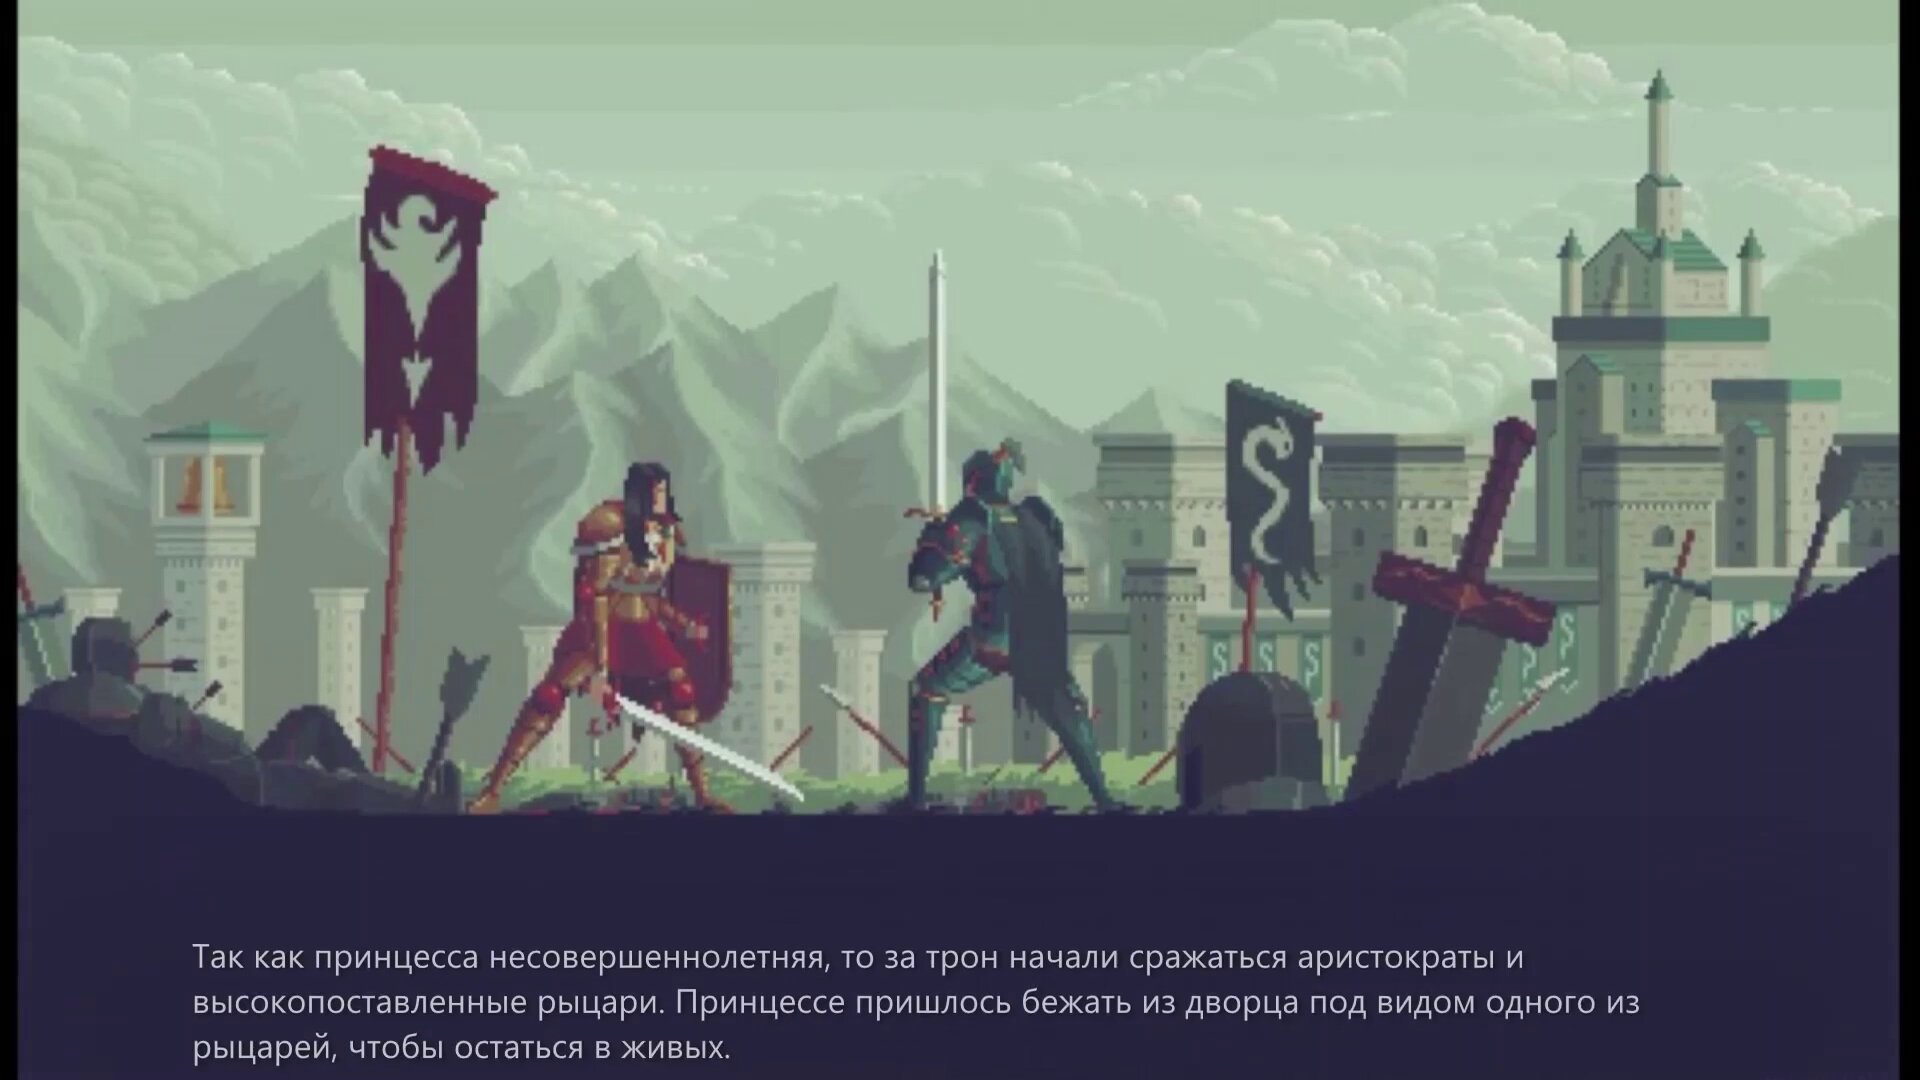 Так как принцесса несовершеннолетняя, то за трон начали сражаться аристократы и
высокопоставленные рыцари. Принцессе пришлось бежать из дворца под видом одного из
рыцарей, чтобы остаться в живых.